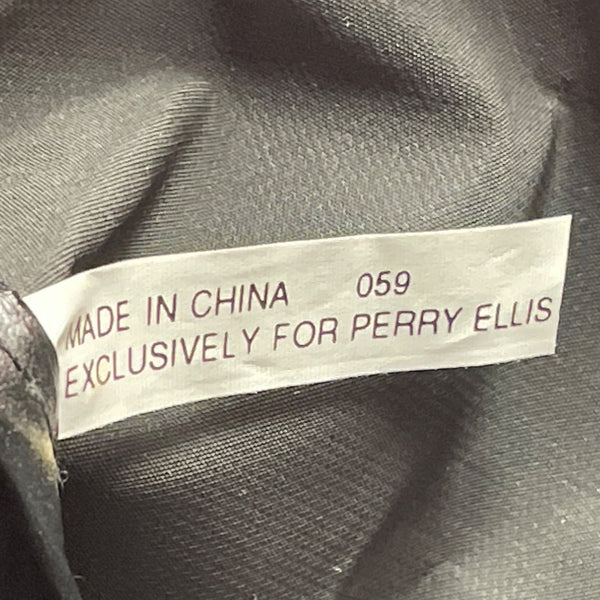 MADE IN CHINA 059
EXCLUSIVELY FOR PERRY ELLIS